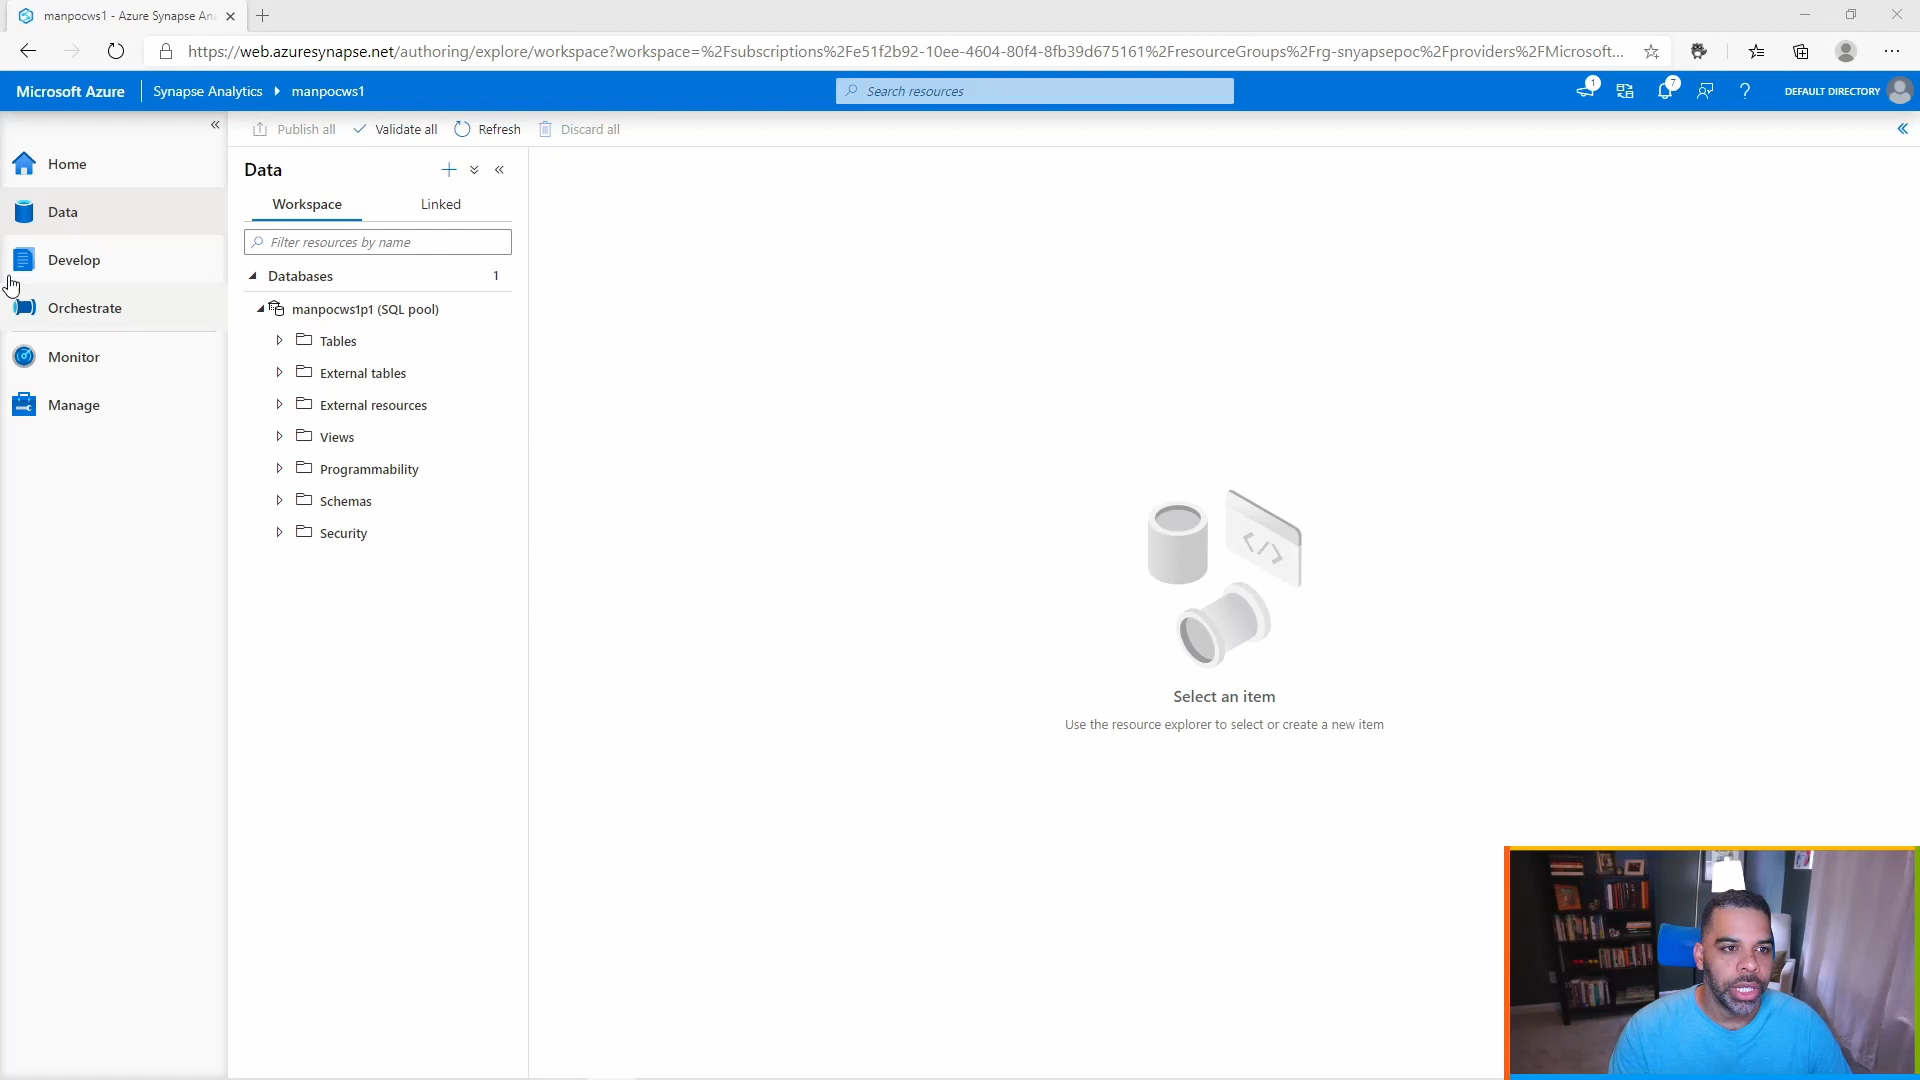 manpocws1 - Azure Synapse Ana
https://web.azuresynapse.net/authoring/explore/workspace?workspace=%2Fsubscriptions%2Fe51f2b92-10ee-4604-80f4-8fb39d675161%2FresourceGroups%2Frg-snyapsepoc%2Fproviders%2FMicrosoft...
Microsoft Azure
Synapse Analytics
manpocws1
Search resources
1
7
DEFAULT DIRECTORY
Publish all
Validate all
Refresh
Discard all
Home
Data
Develop
Orchestrate
Monitor
Manage
Data
Workspace
Linked
Filter resources by name
Databases
1
manpocws1p1 (SQL pool)
Tables
External tables
External resources
Views
Programmability
Schemas
Security
Select an item
Use the resource explorer to select or create a new item